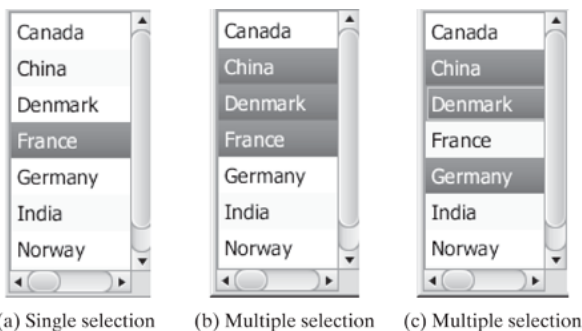 Canada
China
Denmark
France
Germany
India
Norway
(a) Single selection
Canada
China
Denmark
France
Germany
India
Norway
(b) Multiple selection
Canada
China
Denmark
France
Germany
India
Norway
(c) Multiple selection